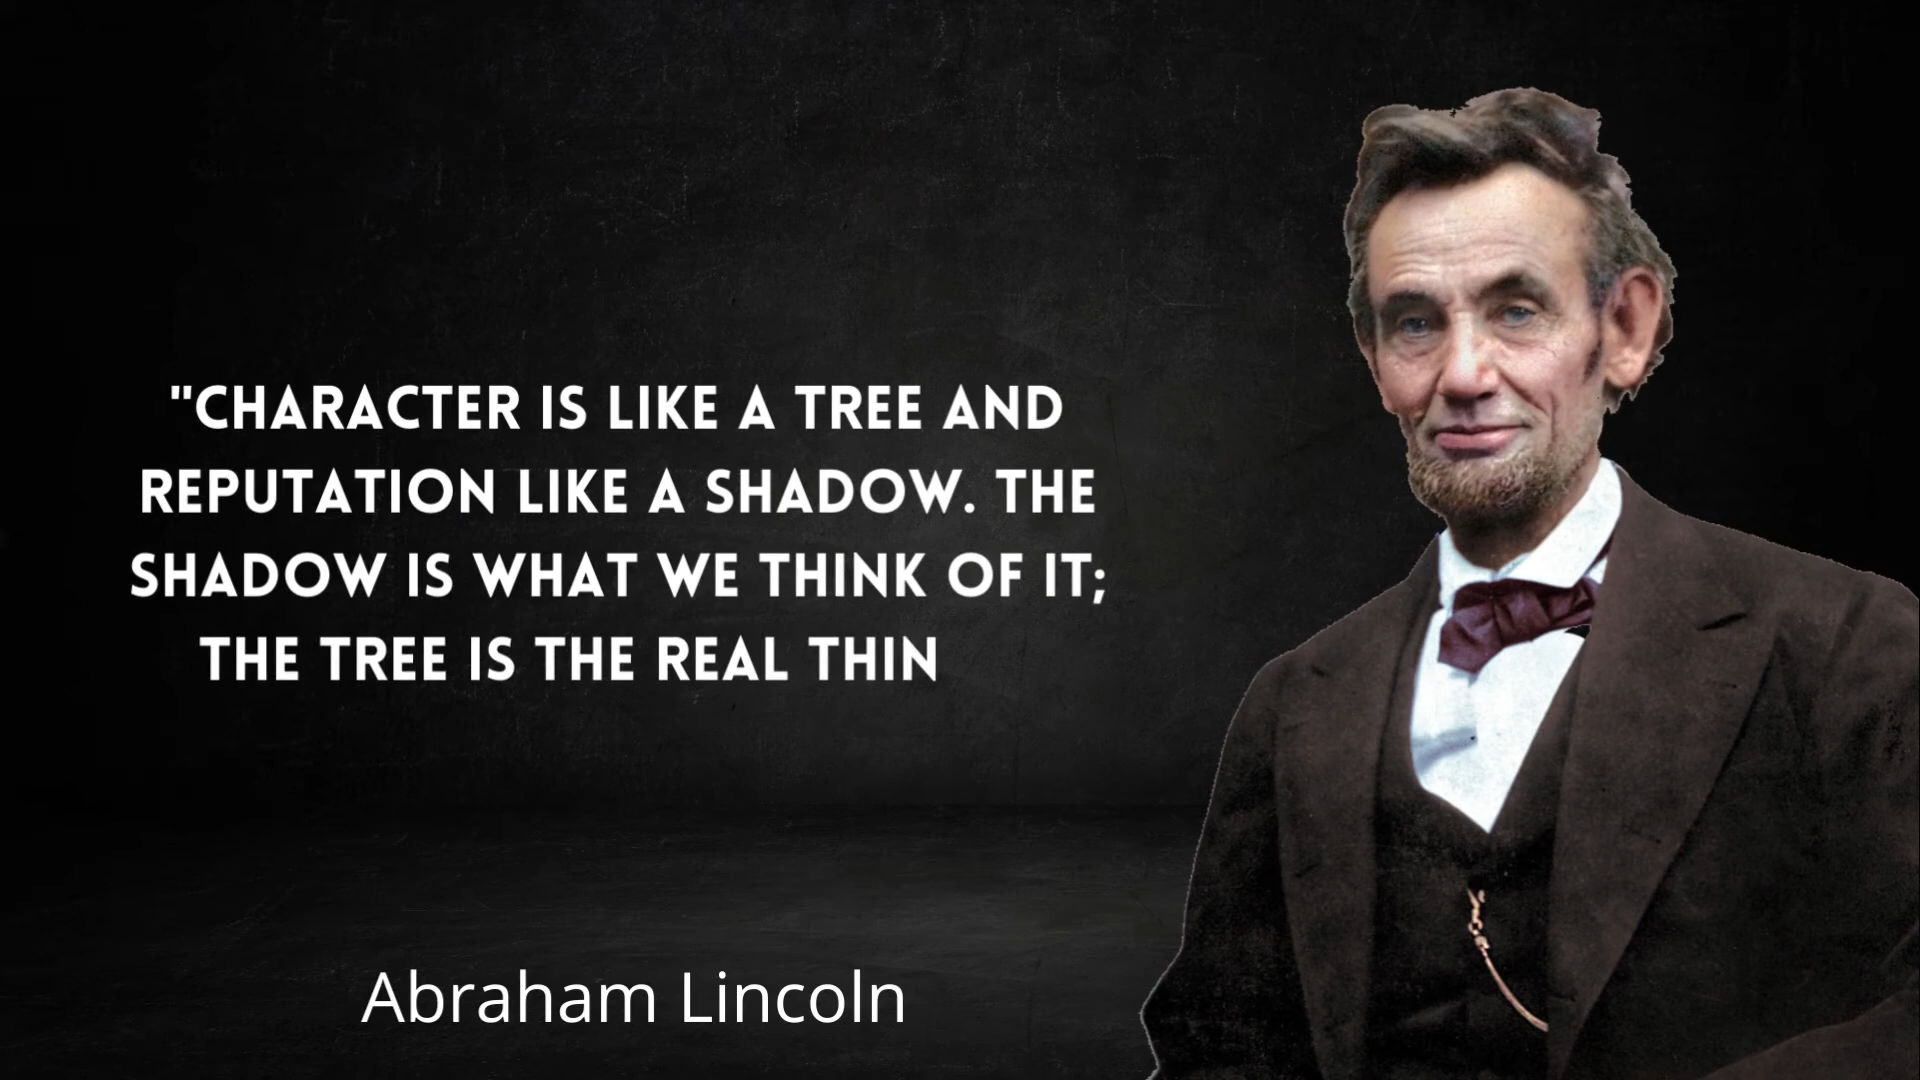 "CHARACTER IS LIKE A TREE AND
REPUTATION LIKE A SHADOW. THE
SHADOW IS WHAT WE THINK OF IT;
THE TREE IS THE REAL THIN
Abraham Lincoln